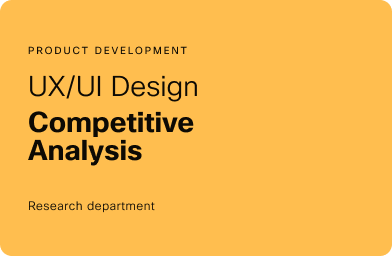 PRODUCT DEVELOPMENT
UX/UI Design
Competitive
Analysis
Research department